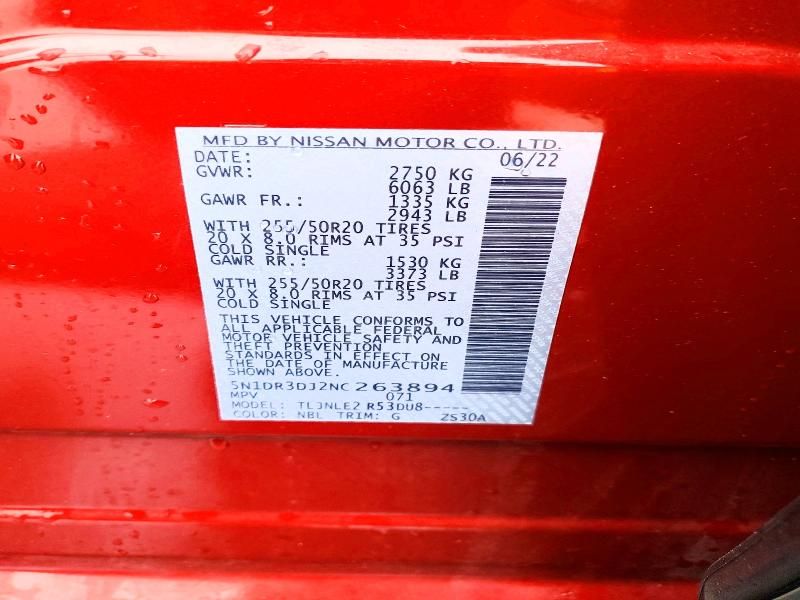 MFD BY NISSAN MOTOR CO., LTD.
DATE: 06/22
GVWR: 2750 KG
6063 LB
GAWR FR.: 1335 KG
2943 LB
WITH 255/50R20 TIRES
20 X 8.0 RIMS AT 35 PSI
COLD SINGLE
GAWR RR.: 1530 KG
3373 LB
WITH 255/50R20 TIRES
20 X 8.0 RIMS AT 35 PSI
COLD SINGLE
THIS VEHICLE CONFORMS TO
ALL APPLICABLE FEDERAL
MOTOR VEHICLE SAFETY AND
THEFT PREVENTION
STANDARDS IN EFFECT ON
THE DATE OF MANUFACTURE
SHOWN ABOVE.
5N1DR3DJ2NC263894
MPV 071
MODEL: TLJNLE2 R53DU8-----
COLOR: NBL TRIM: G ZS30A